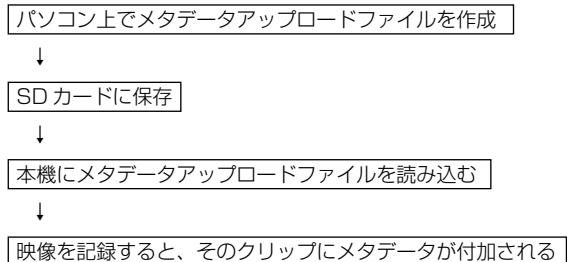 パソコン上でメタデータアップロードファイルを作成
↓
SD カードに保存
↓
本機にメタデータアップロードファイルを読み込む
↓
映像を記録すると、そのクリップにメタデータが付加される